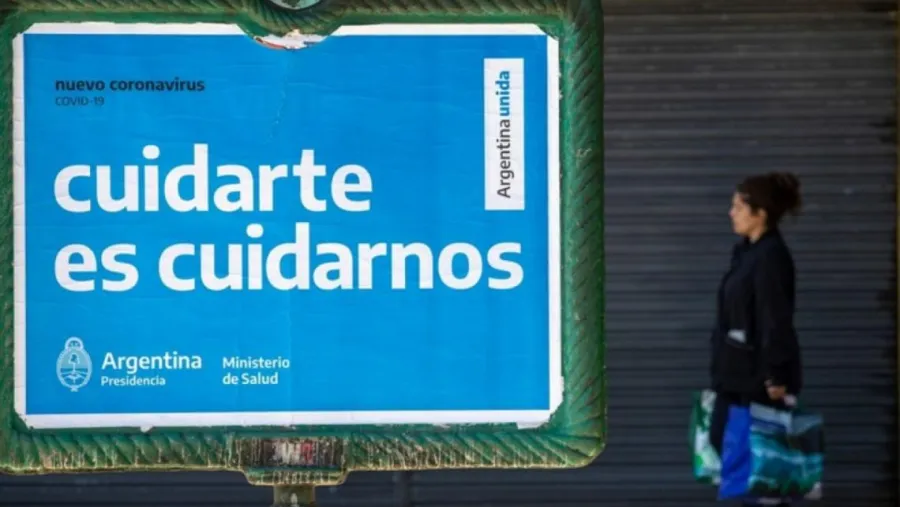 nuevo coronavirus
COVID-19
Argentina unida
cuidarte
es cuidarnos
Argentina
Presidencia
Ministerio
de Salud